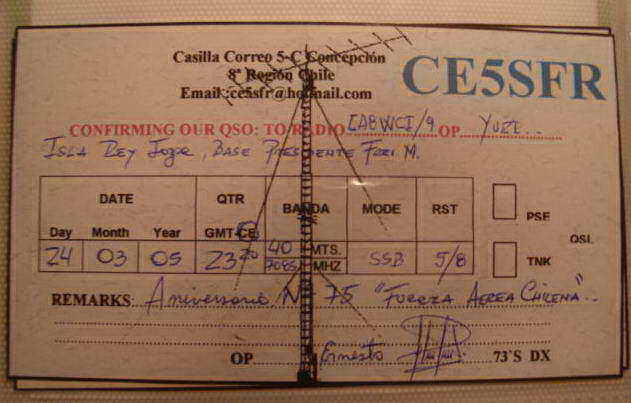 Casilla Correo 5-C Concepción
8ª Región Chile
Email: ce5sfr@hotmail.com
CE5SFR
CONFIRMING OUR QSO: TO RADIO /9 OP YURI
Isla Rey Jorge, Base Presidente Frei M.
DATE QTR BANDA MODE RST
Day Month Year GMT-CE
24 03 05 23 20 40 MTS. SSB 5/8
7085 MHZ
PSE
QSL
TNK
REMARKS Aniversario Nº 75 "Fuerza Aerea Chilena"
OP Ernesto 73'S DX